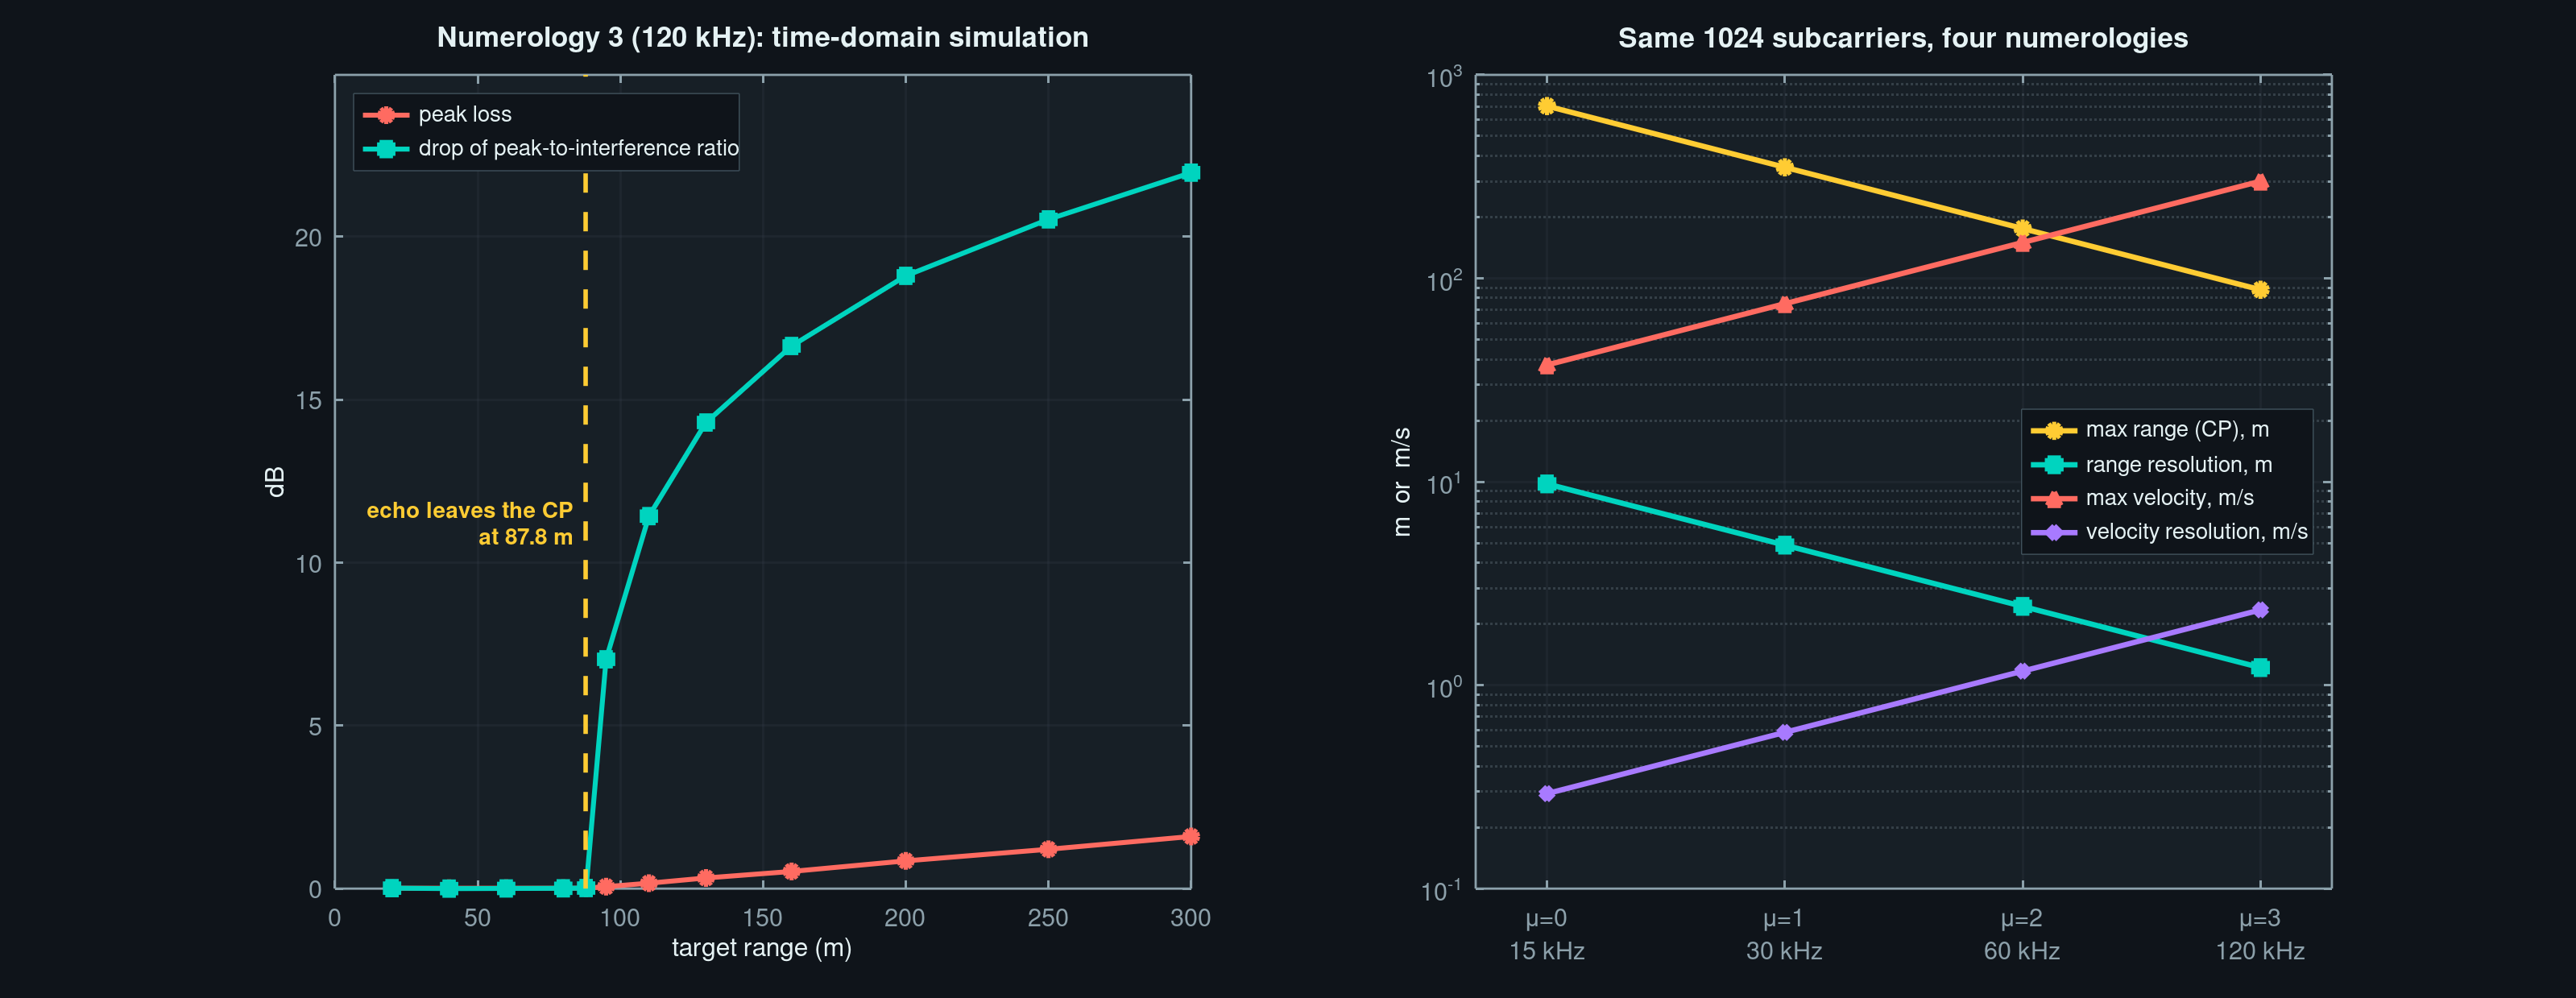 Numerology 3 (120 kHz): time-domain simulation
peak loss
drop of peak-to-interference ratio
echo leaves the CP
at 87.8 m
dB
20
15
10
5
0
0 50 100 150 200 250 300
target range (m)
Same 1024 subcarriers, four numerologies
10³
10²
10¹
10⁰
10⁻¹
m or m/s
max range (CP), m
range resolution, m
max velocity, m/s
velocity resolution, m/s
μ=0 μ=1 μ=2 μ=3
15 kHz 30 kHz 60 kHz 120 kHz